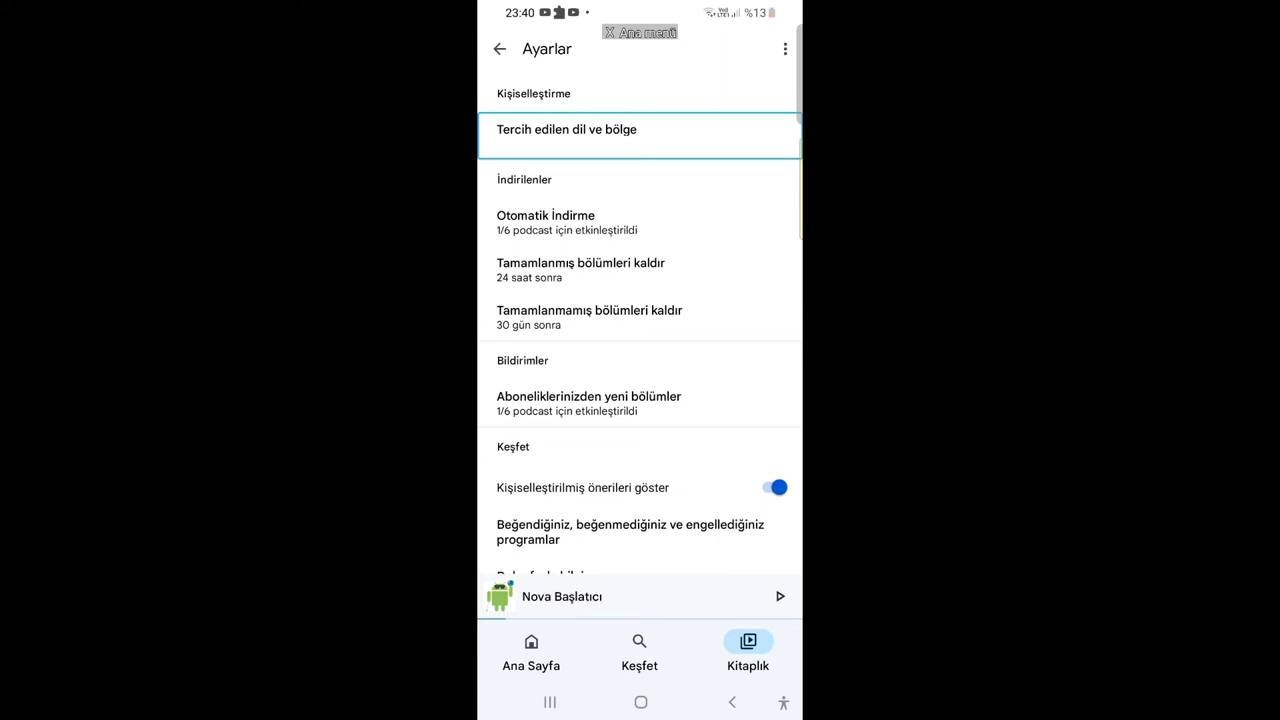 23:40
%13
X Ana menü
Ayarlar
Kişiselleştirme
Tercih edilen dil ve bölge
İndirilenler
Otomatik İndirme
1/6 podcast için etkinleştirildi
Tamamlanmış bölümleri kaldır
24 saat sonra
Tamamlanmamış bölümleri kaldır
30 gün sonra
Bildirimler
Aboneliklerinizden yeni bölümler
1/6 podcast için etkinleştirildi
Keşfet
Kişiselleştirilmiş önerileri göster
Beğendiğiniz, beğenmediğiniz ve engellediğiniz
programlar
Nova Başlatıcı
Ana Sayfa
Keşfet
Kitaplık